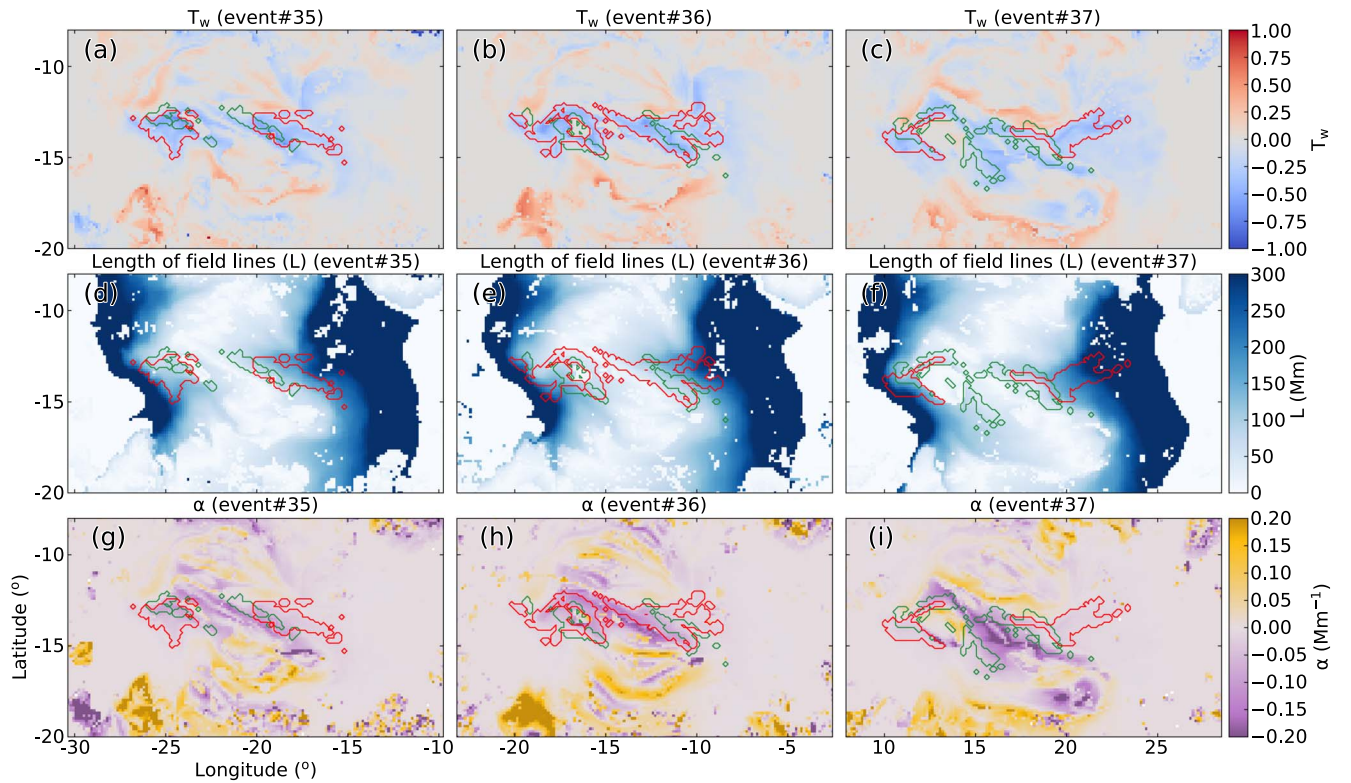 T_w (event#35) T_w (event#36) T_w (event#37)
(a) (b) (c)
-10
-15
-20
1.00
0.75
0.50
0.25
0.00
-0.25
-0.50
-0.75
-1.00
T_w
Length of field lines (L) (event#35) Length of field lines (L) (event#36) Length of field lines (L) (event#37)
(d) (e) (f)
-10
-15
-20
300
250
200
150
100
50
0
L (Mm)
α (event#35) α (event#36) α (event#37)
(g) (h) (i)
-10
-15
-20
Latitude (°)
0.20
0.15
0.10
0.05
0.00
-0.05
-0.10
-0.15
-0.20
α (Mm⁻¹)
-30 -25 -20 -15 -10 -20 -15 -10 -5 10 15 20 25
Longitude (°)